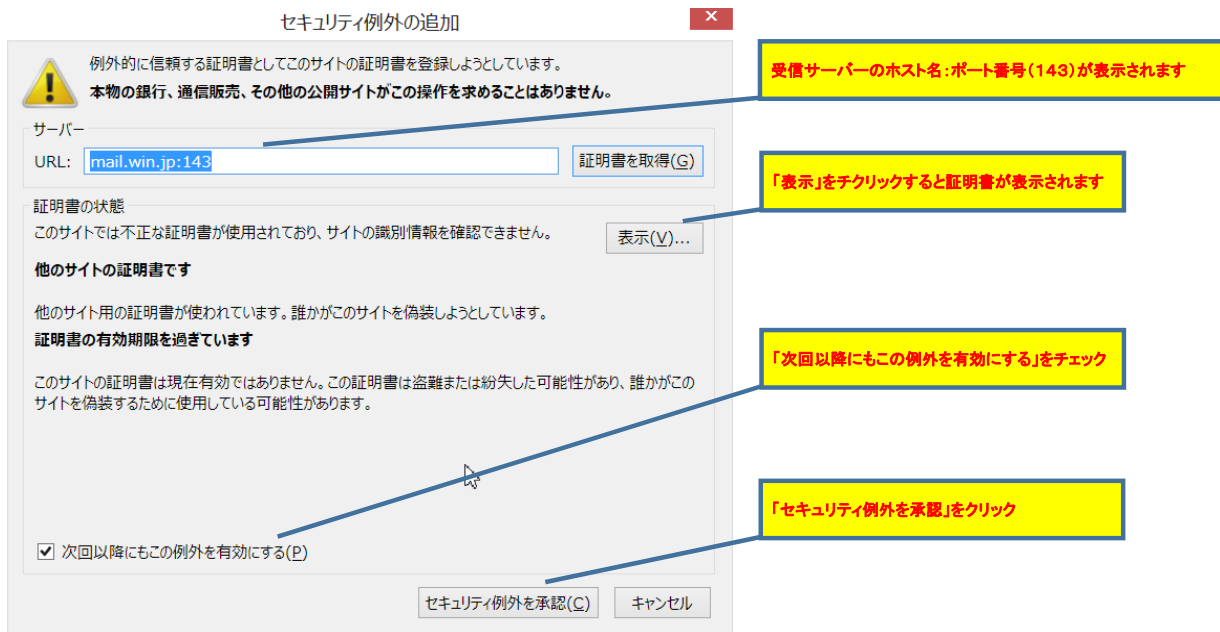 セキュリティ例外の追加
例外的に信頼する証明書としてこのサイトの証明書を登録しようとしています。
本物の銀行、通信販売、その他の公開サイトがこの操作を求めることはありません。
サーバー
URL: mail.win.jp:143
証明書を取得(G)
証明書の状態
このサイトでは不正な証明書が使用されており、サイトの識別情報を確認できません。
表示(V)...
他のサイトの証明書です
他のサイト用の証明書が使われています。誰かがこのサイトを偽装しようとしています。
証明書の有効期限を過ぎています
このサイトの証明書は現在有効ではありません。この証明書は盗難または紛失した可能性があり、誰かがこの
サイトを偽装するために使用している可能性があります。
次回以降にもこの例外を有効にする(P)
セキュリティ例外を承認(C)
キャンセル
受信サーバーのホスト名:ポート番号(143)が表示されます
「表示」をチクリックすると証明書が表示されます
「次回以降にもこの例外を有効にする」をチェック
「セキュリティ例外を承認」をクリック